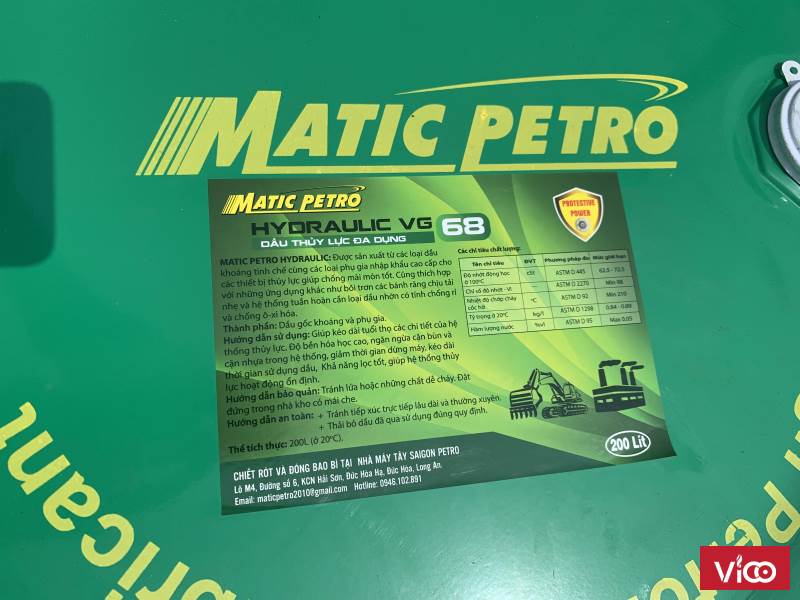 MATIC PETRO
MATIC PETRO
HYDRAULIC VG 68
DẦU THỦY LỰC ĐA DỤNG
PROTECTIVE
POWER
MATIC PETRO HYDRAULIC: Được sản xuất từ các loại dầu
khoáng tinh chế cùng các loại phụ gia nhập khẩu cao cấp cho
các thiết bị thủy lực giúp chống mài mòn tốt. Cũng thích hợp
với những ứng dụng khác như bôi trơn các bánh răng chịu tải
nhẹ và hệ thống tuần hoàn cần loại dầu nhờn có tính chống rỉ
và chống ô-xi hóa.
Thành phần: Dầu gốc khoáng và phụ gia.
Hướng dẫn sử dụng: Giúp kéo dài tuổi thọ các chi tiết của hệ
thống thủy lực. Độ bền hóa học cao, ngăn ngừa cặn bùn và
cặn nhựa trong hệ thống, giảm thời gian dừng máy, kéo dài
thời gian sử dụng dầu, Khả năng lọc tốt, giúp hệ thống thủy
lực hoạt động ổn định.
Hướng dẫn bảo quản: Tránh lửa hoặc những chất dễ cháy. Đặt
đứng trong nhà kho có mái che.
Hướng dẫn an toàn: + Tránh tiếp xúc trực tiếp lâu dài và thường xuyên.
+ Thải bỏ dầu đã qua sử dụng đúng quy định.
Thể tích thực: 200L (ở 20°C).
Các chỉ tiêu chất lượng:
Tên chỉ tiêu ĐVT Phương pháp đo Mức giới hạn
Độ nhớt động học ở 100°C cSt ASTM D 445 62.5 - 72.5
Chỉ số độ nhớt - VI ASTM D 2270 Min 98
Nhiệt độ chớp cháy cốc hở °C ASTM D 92 Min 210
Tỷ trọng ở 20°C kg/l ASTM D 1298 0.84 - 0.89
Hàm lượng nước %v/l ASTM D 95 Max 0.05
200 Lít
CHIẾT RÓT VÀ ĐÓNG BAO BÌ TẠI NHÀ MÁY TÂY SAIGON PETRO
Lô M4, Đường số 6, KCN Hải Sơn, Đức Hòa Hạ, Đức Hòa, Long An.
Email: maticpetro2010@gmail.com Hotline: 0946.102.891
bricant
VICO